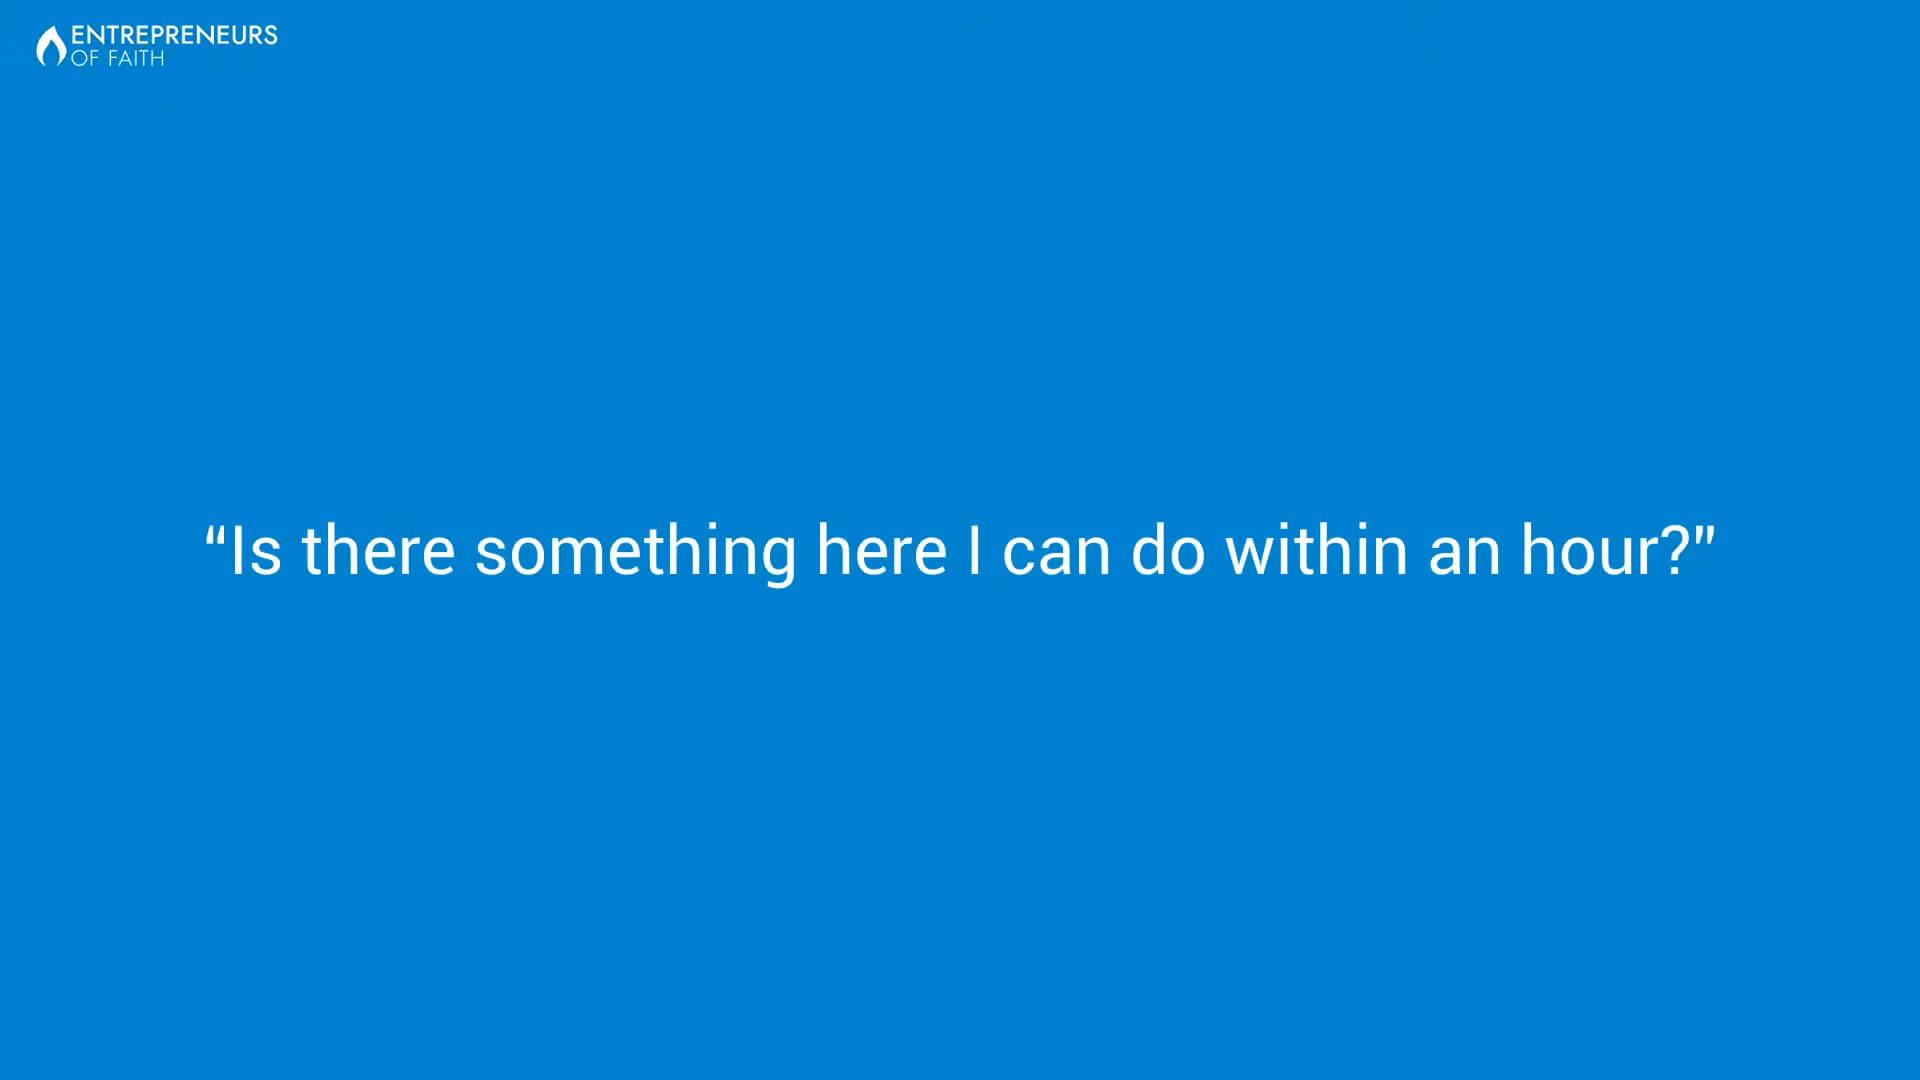 ENTREPRENEURS
OF FAITH
“Is there something here I can do within an hour?”